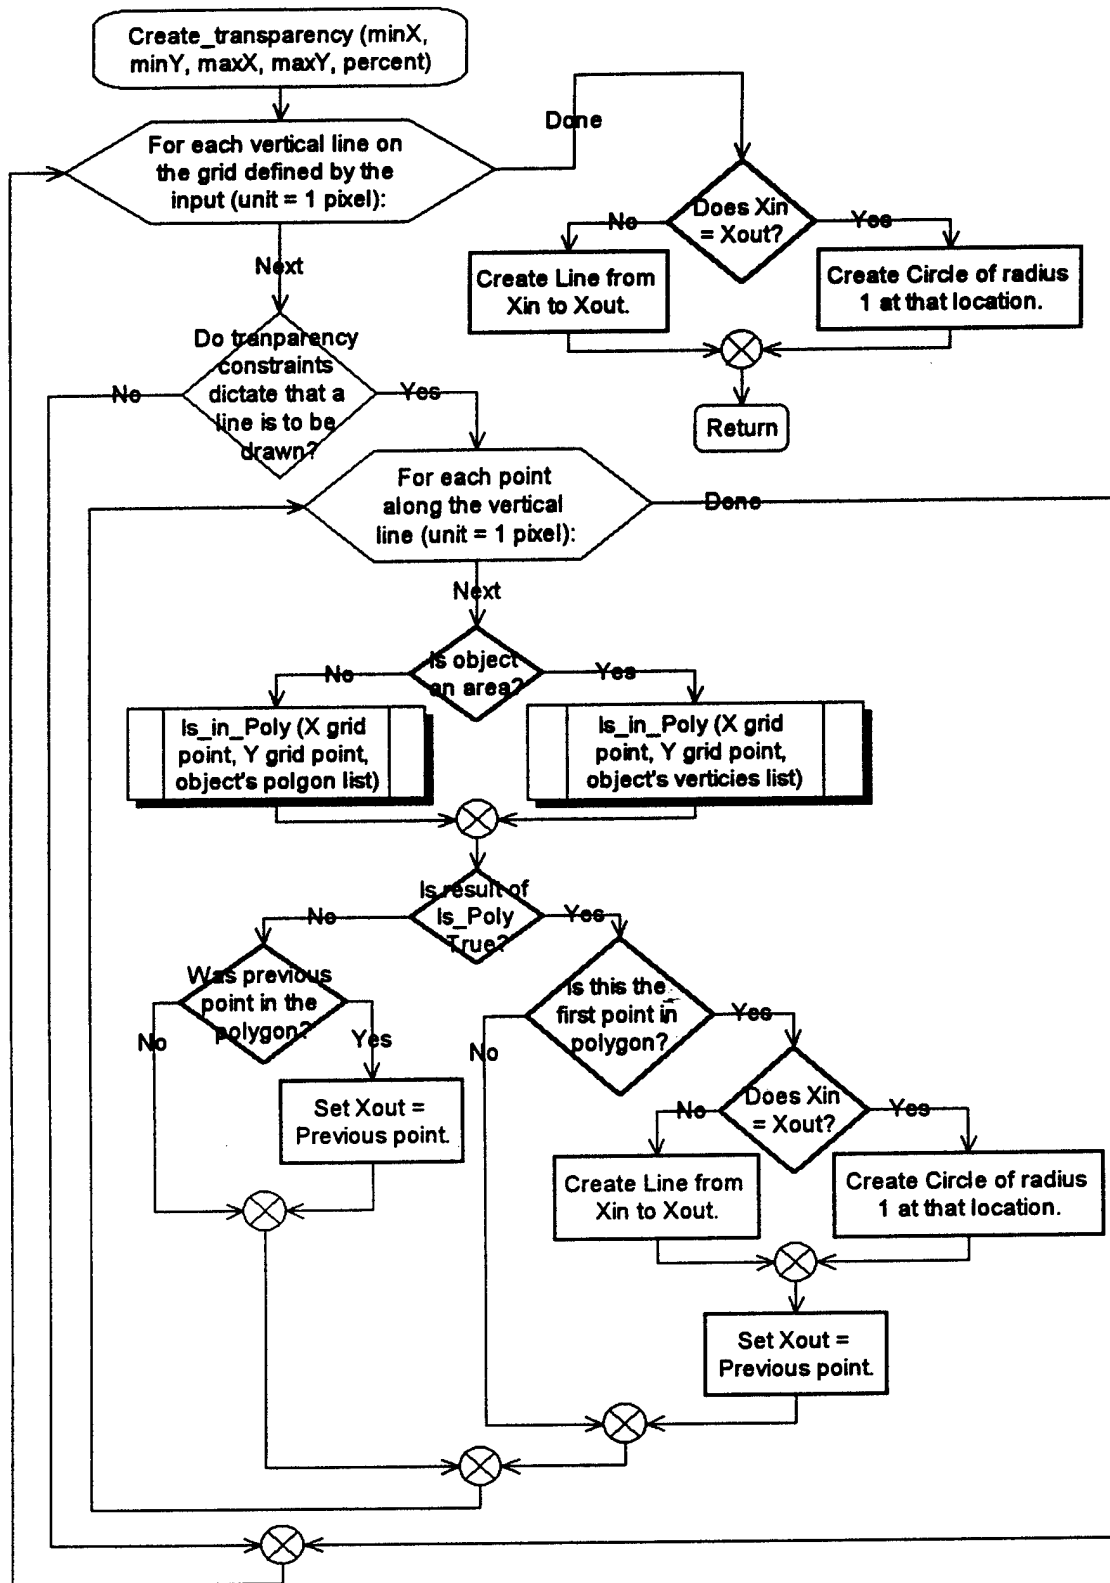 Create_transparency (minX,
minY, maxX, maxY, percent)
Done
For each vertical line on
the grid defined by the
input (unit = 1 pixel):
Does Xin
= Xout?
No
Yes
Next
Create Line from
Xin to Xout.
Create Circle of radius
1 at that location.
Do tranparency
constraints
dictate that a
line is to be
drawn?
No
Yes
Return
For each point
along the vertical
line (unit = 1 pixel):
Done
Next
Is object
an area?
No
Yes
Is_in_Poly (X grid
point, Y grid point,
object's polgon list)
Is_in_Poly (X grid
point, Y grid point,
object's verticies list)
Is result of
Is_Poly
True?
No
Yes
Was previous
point in the
polygon?
No
Yes
Is this the
first point in
polygon?
Yes
No
Set Xout =
Previous point.
Does Xin
= Xout?
No
Yes
Create Line from
Xin to Xout.
Create Circle of radius
1 at that location.
Set Xout =
Previous point.